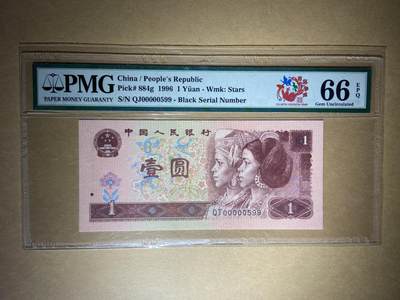 PMG
PAPER MONEY GUARANTY
China / People's Republic
Pick# 884g 1996 1 Yüan - Wmk: Stars
S/N QJ00000599 - Black Serial Number
66 EPQ
Gem Uncirculated
中国人民银行
1
壹圆
QJ00000599
1
1